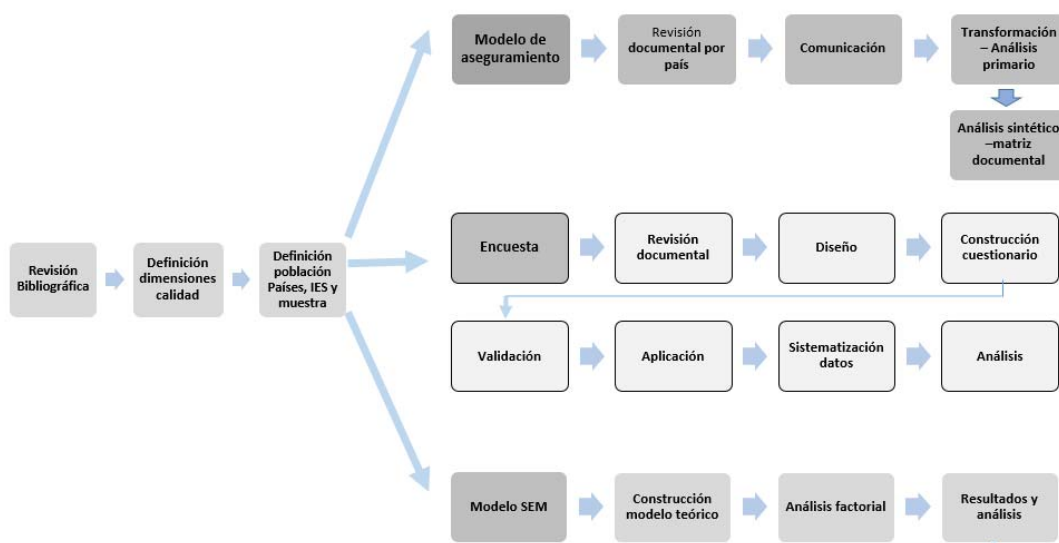 Modelo de
aseguramiento
Revisión
documental por
país
Comunicación
Transformación
– Análisis
primario
Análisis sintético
–matriz
documental
Revisión
Bibliográfica
Definición
dimensiones
calidad
Definición
población
Países, IES y
muestra
Encuesta
Revisión
documental
Diseño
Construcción
cuestionario
Validación
Aplicación
Sistematización
datos
Análisis
Modelo SEM
Construcción
modelo teórico
Análisis factorial
Resultados y
análisis